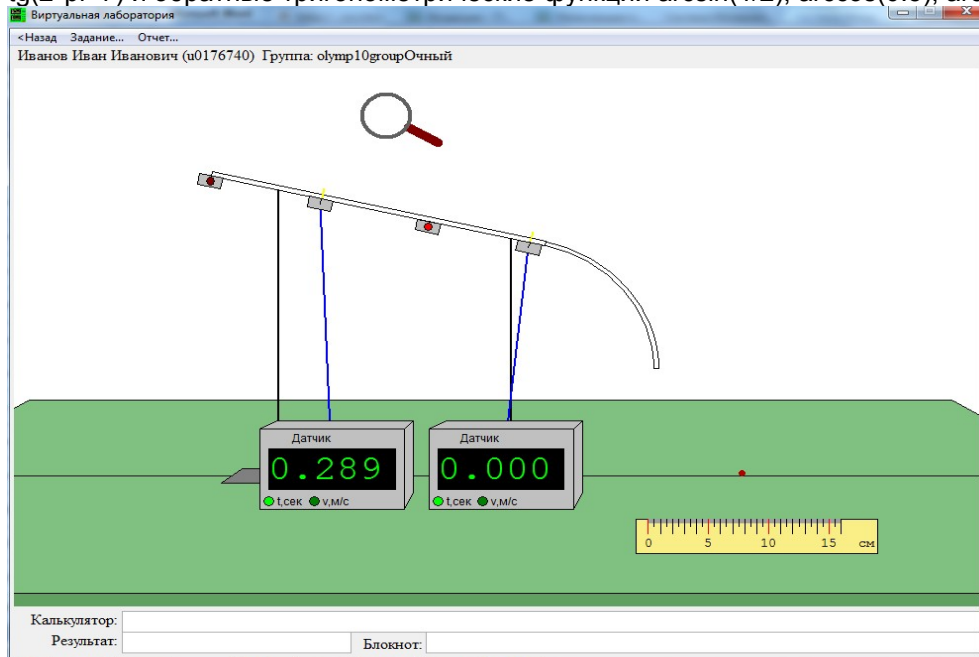 Виртуальная лаборатория
<Назад Задание... Отчет...
Иванов Иван Иванович (u0176740) Группа: olymp10groupОчный
Датчик
0.289
t,сек v,м/с
Датчик
0.000
t,сек v,м/с
0 5 10 15 см
Калькулятор:
Результат:
Блокнот: